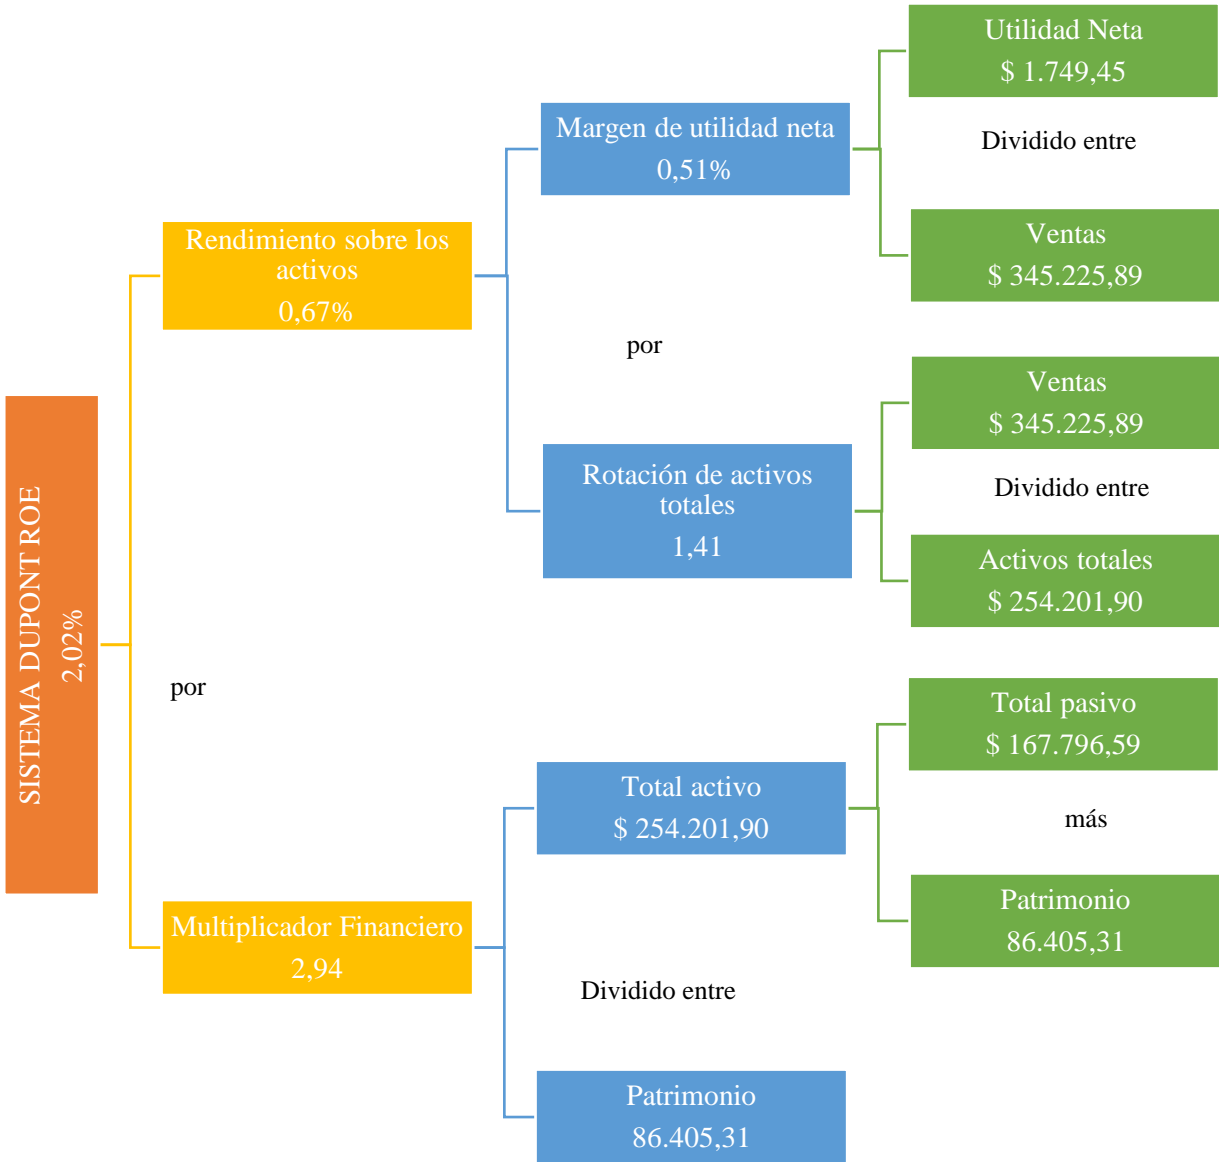 SISTEMA DUPONT ROE
2,02%
Rendimiento sobre los
activos
0,67%
por
Multiplicador Financiero
2,94
Margen de utilidad neta
0,51%
por
Rotación de activos
totales
1,41
Total activo
$ 254.201,90
Dividido entre
Patrimonio
86.405,31
Utilidad Neta
$ 1.749,45
Dividido entre
Ventas
$ 345.225,89
Ventas
$ 345.225,89
Dividido entre
Activos totales
$ 254.201,90
Total pasivo
$ 167.796,59
más
Patrimonio
86.405,31